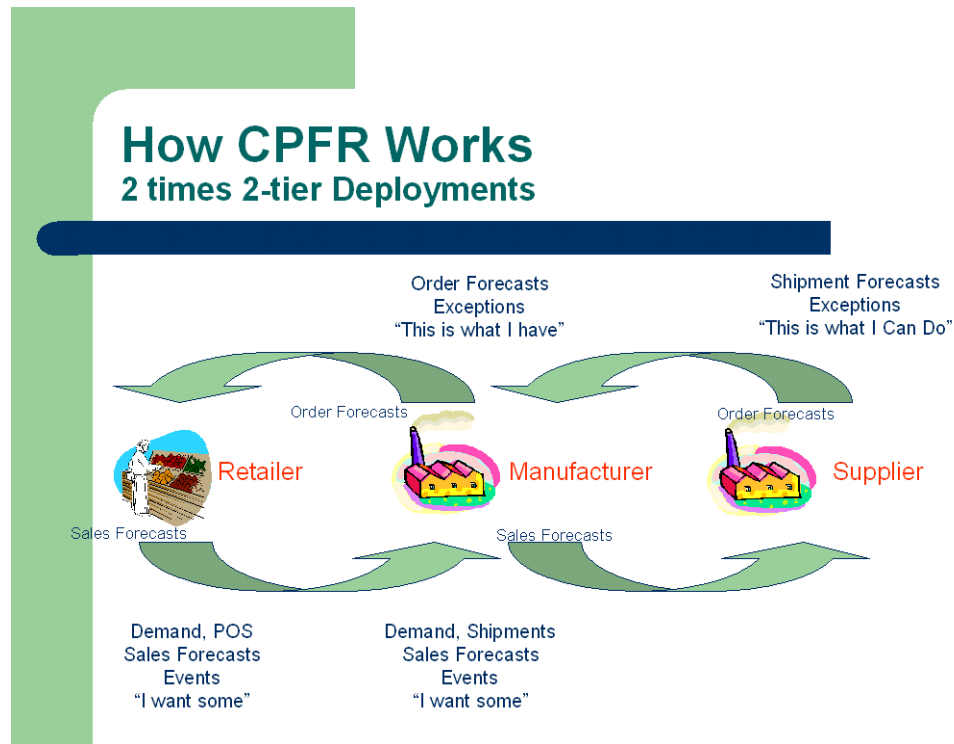 How CPFR Works
2 times 2-tier Deployments
Order Forecasts
Exceptions
“This is what I have”
Shipment Forecasts
Exceptions
“This is what I Can Do”
Order Forecasts
Order Forecasts
Retailer
Manufacturer
Supplier
Sales Forecasts
Sales Forecasts
Demand, POS
Sales Forecasts
Events
“I want some”
Demand, Shipments
Sales Forecasts
Events
“I want some”